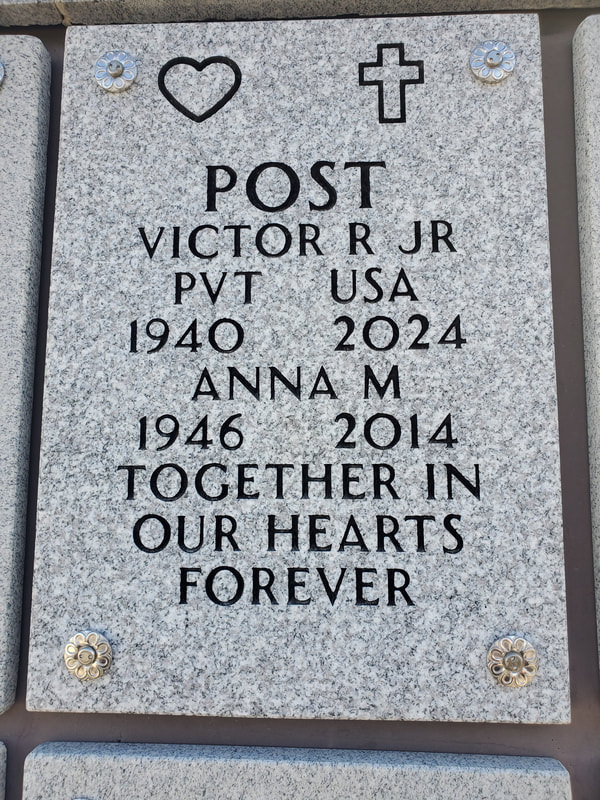 POST
VICTOR R JR
PVT USA
1940 2024
ANNA M
1946 2014
TOGETHER IN
OUR HEARTS
FOREVER